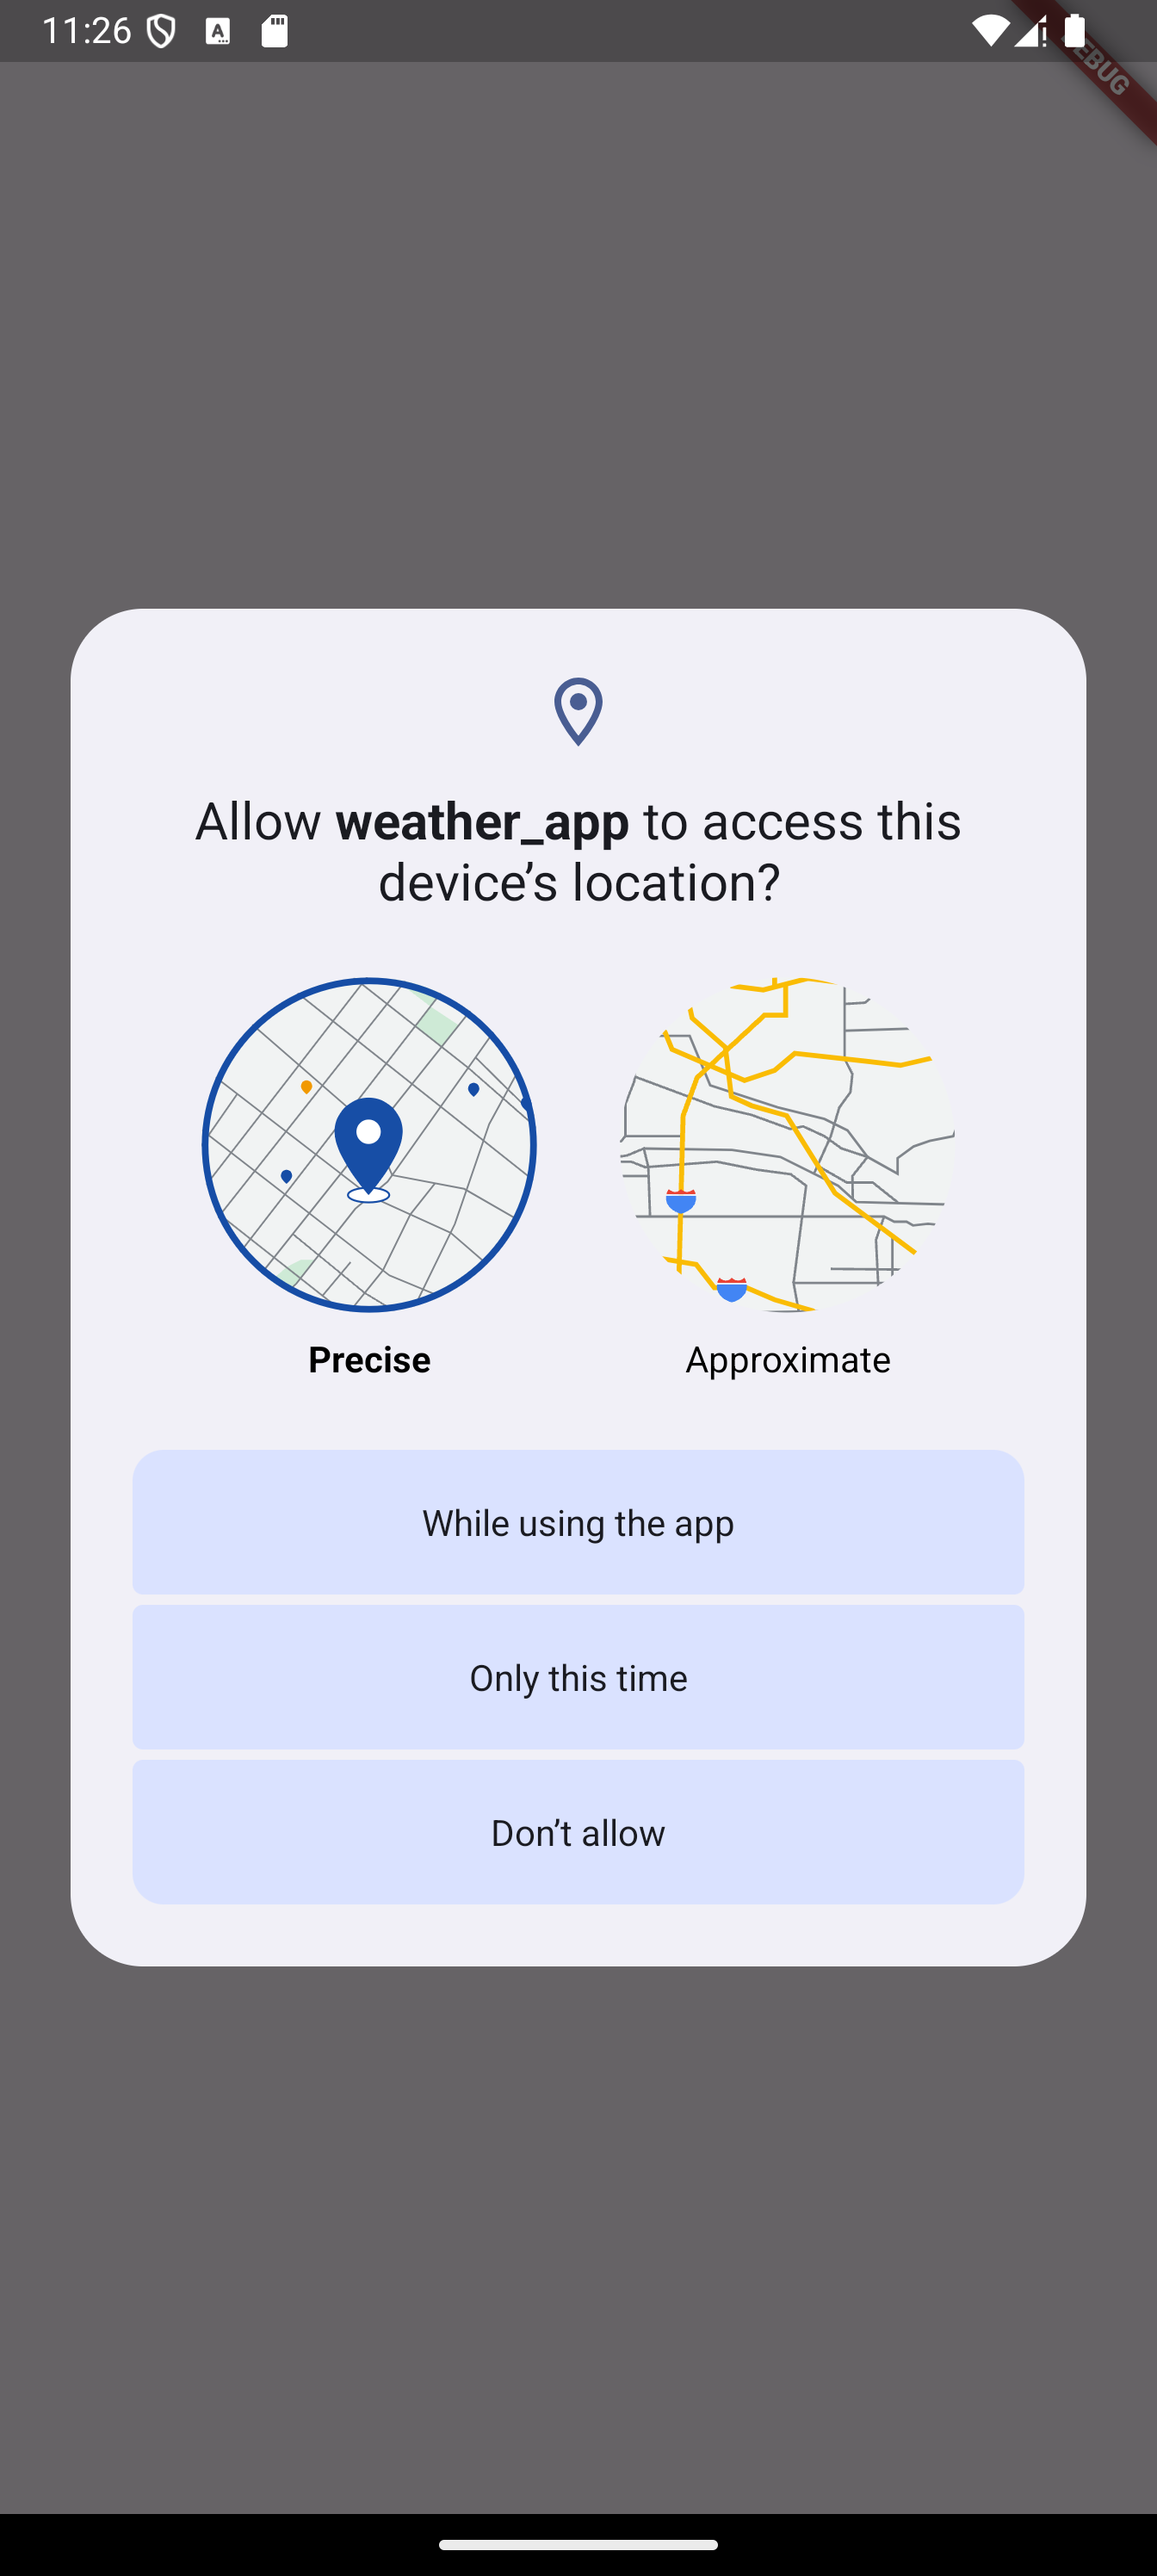 11:26
Allow weather_app to access this
device’s location?
Precise
Approximate
While using the app
Only this time
Don’t allow